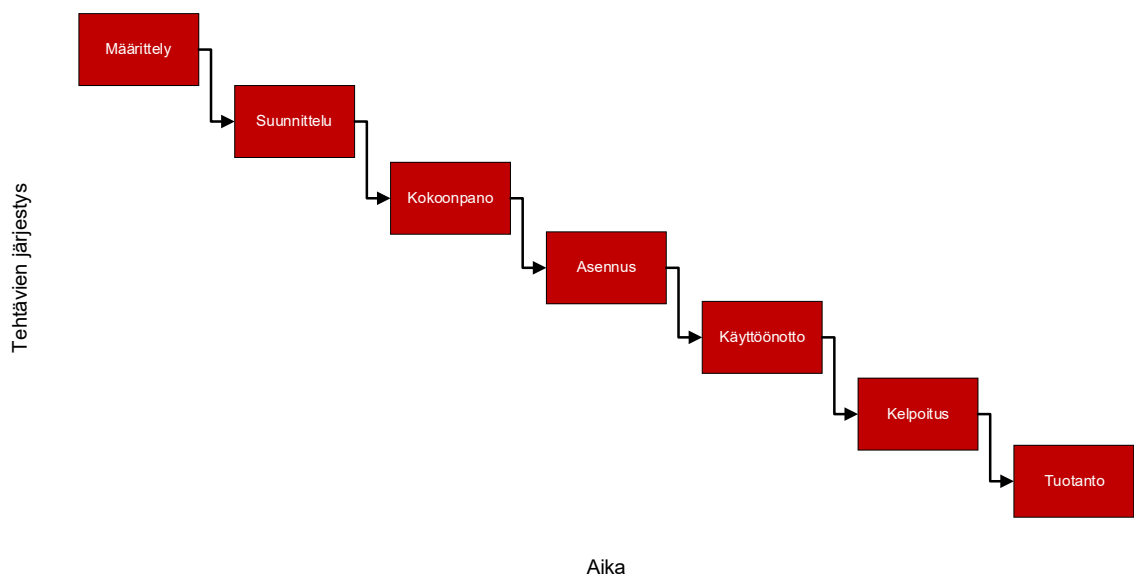 Määrittely
Suunnittelu
Kokoonpano
Asennus
Käyttöönotto
Kelpoitus
Tuotanto
Tehtävien järjestys
Aika